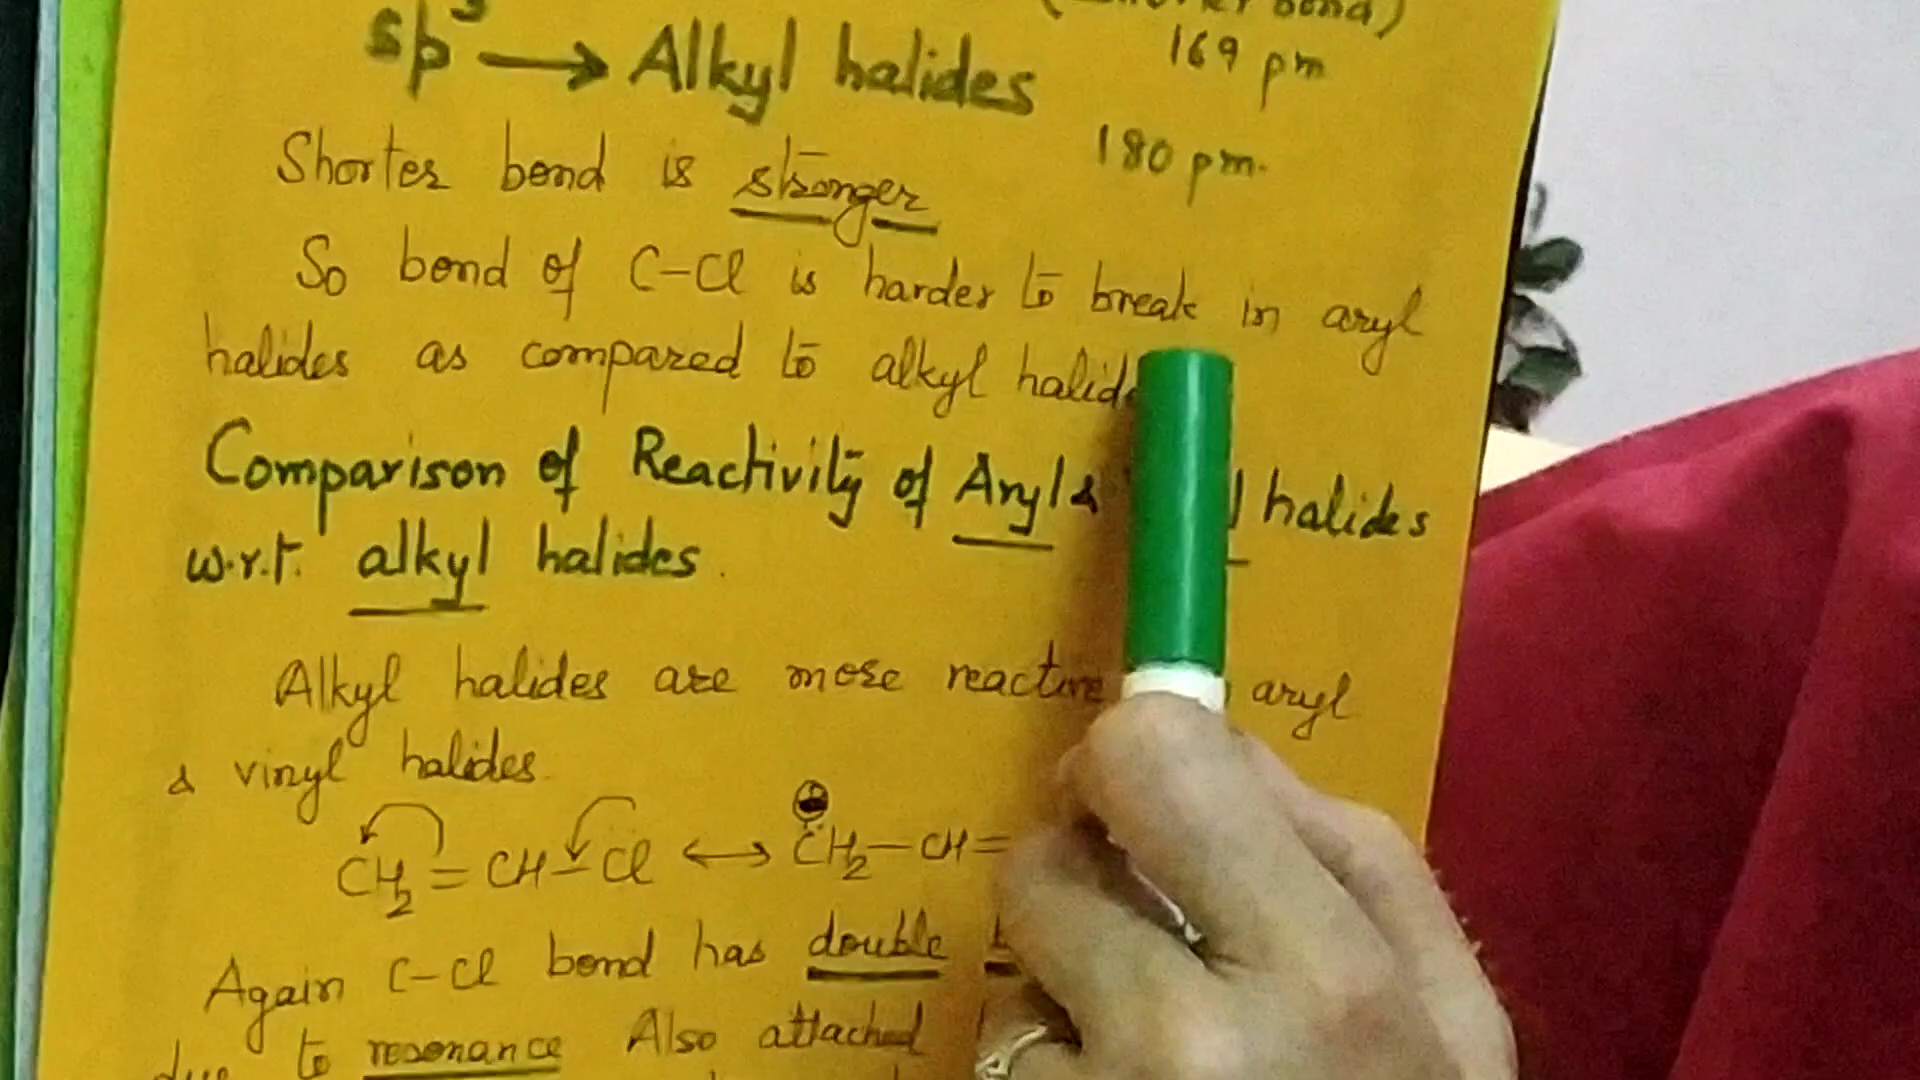 bond)
169 pm
sp³ → Alkyl halides
180 pm.
Shorter bond is stronger
So bond of C-Cl is harder to break in aryl
halides as compared to alkyl
Comparison of Reactivity of Aryl & halides
w.r.t. alkyl halides.
Alkyl halides are more reactive aryl
& vinyl halides.
CH₂=CH-Cl ↔ ⊖CH₂-CH=
Again C-Cl bond has double
due to resonance Also attached